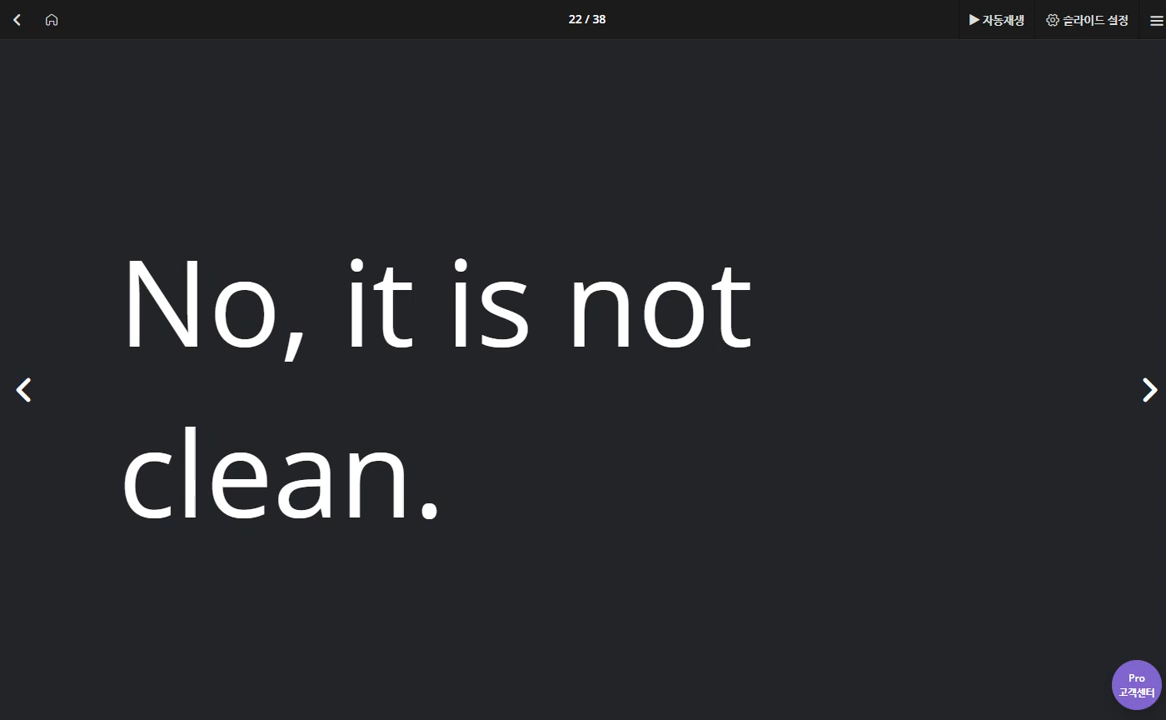 22 / 38
▶ 자동재생
슬라이드 설정
No, it is not
clean.
Pro
고객센터